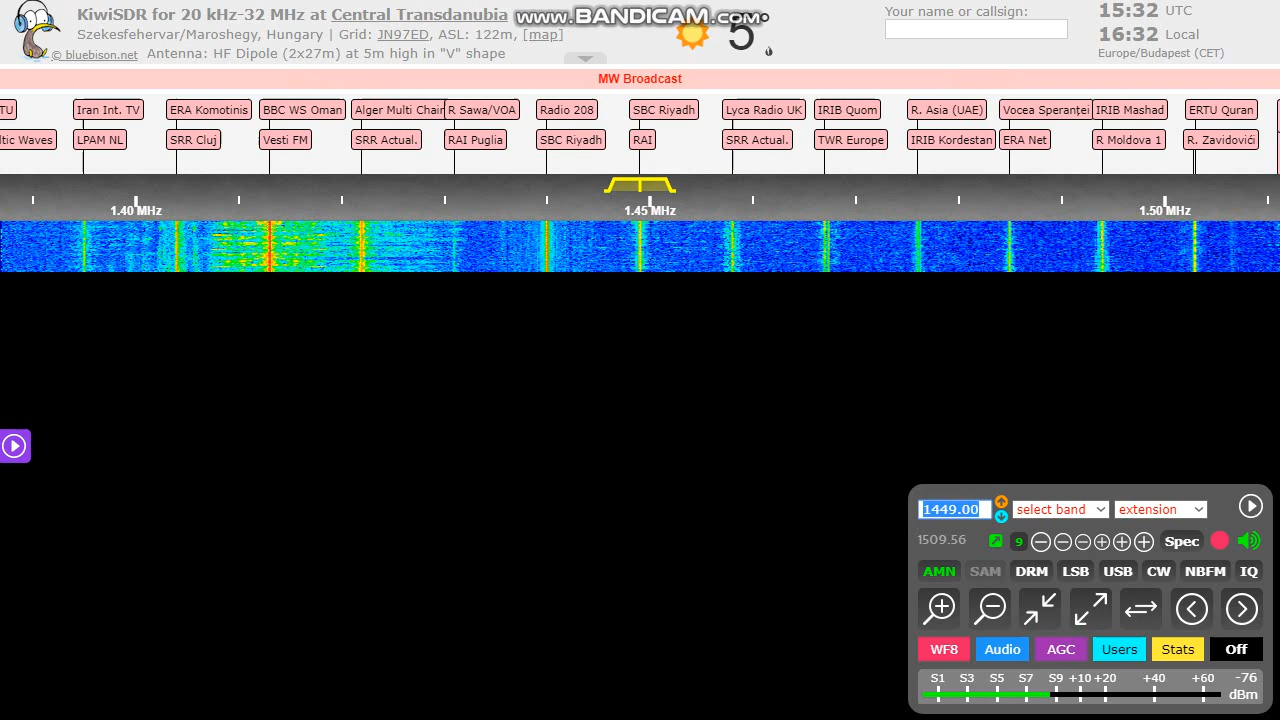 KiwiSDR for 20 kHz-32 MHz at Central Transdanubia
Szekesfehervar/Maroshegy, Hungary | Grid: JN97ED, ASL: 122m, [map]
© bluebison.net Antenna: HF Dipole (2x27m) at 5m high in "V" shape
www.BANDICAM.com
5
Your name or callsign:
15:32 UTC
16:32 Local
Europe/Budapest (CET)
MW Broadcast
TU Iran Int. TV ERA Komotinis BBC WS Oman Alger Multi Chain R Sawa/VOA Radio 208 SBC Riyadh Lyca Radio UK IRIB Quom R. Asia (UAE) Vocea Speranței IRIB Mashad ERTU Quran
tic Waves LPAM NL SRR Cluj Vesti FM SRR Actual. RAI Puglia SBC Riyadh RAI SRR Actual. TWR Europe IRIB Kordestan ERA Net R Moldova 1 R. Zavidovići
1.40 MHz 1.45 MHz 1.50 MHz
1449.00 select band extension
1509.56 9 Spec
AMN SAM DRM LSB USB CW NBFM IQ
WF8 Audio AGC Users Stats Off
S1 S3 S5 S7 S9 +10 +20 +40 +60 -76
dBm